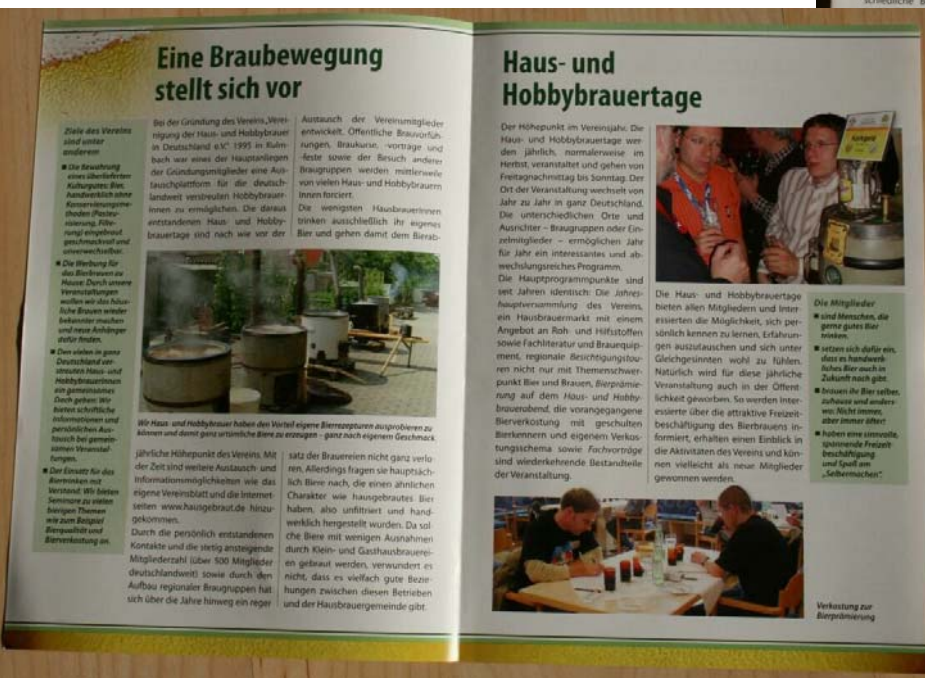 schiedliche B
Eine Braubewegung
stellt sich vor
Ziele des Vereins
sind unter
anderem
■ Die Bewahrung
eines überlieferten
Kulturgutes: Bier,
Handwerklich ohne
Konservierungsme-
thoden (Pasteu-
risierung, Filte-
rung) eingebraut
geschmackvoll und
unverwechselbar.
■ Die Werbung für
das Bierbrauen zu
Hause: Durch unsere
Veranstaltungen
wollen wir das häus-
liche Brauen wieder
bekannter machen
und neue Anhänger
dafür finden.
■ Den vielen in ganz
Deutschland ver-
streuten Haus- und
HobbybrauerInnen
ein gemeinsames
Dach geben: Wir
bieten schriftliche
Informationen und
persönlichen Aus-
tausch bei gemein-
samen Veranstal-
tungen.
■ Der Einsatz für das
Biertrinken mit
Verstand: Wir bieten
Seminare zu vielen
bierigen Themen
wie zum Beispiel
Bierqualität und
Bierverkostung an.
Bei der Gründung des Vereins „Verei-
nigung der Haus- und Hobbybrauer
in Deutschland e.V.“ 1995 in Kulm-
bach war eines der Hauptanliegen
der Gründungsmitglieder eine Aus-
tauschplattform für die deutsch-
landweit verstreuten Hobbybrauer-
innen zu ermöglichen. Die daraus
entstandenen Haus- und Hobby-
brauertage sind nach wie vor der
Austausch der Vereinsmitglieder
entwickelt. Öffentliche Brauvorfüh-
rungen, Braukurse, -vorträge und
-feste sowie der Besuch anderer
Braugruppen werden mittlerweile
von vielen Haus- und Hobbybrauern
Innen forciert.
Die wenigsten HausbrauerInnen
trinken ausschließlich ihr eigenes
Bier und gehen damit dem Bierab-
Wir Haus- und Hobbybrauer haben den Vorteil eigene Bierrezepturen ausprobieren zu
können und damit ganz urtümliche Biere zu erzeugen – ganz nach eigenem Geschmack.
jährliche Höhepunkt des Vereins. Mit
der Zeit sind weitere Austausch- und
Informationsmöglichkeiten wie das
eigene Vereinsblatt und die Internet-
seiten www.hausgebraut.de hinzu-
gekommen.
Durch die persönlich entstandenen
Kontakte und die stetig ansteigende
Mitgliederzahl (über 500 Mitglieder
deutschlandweit) sowie durch den
Aufbau regionaler Braugruppen hat
sich über die Jahre hinweg ein reger
satz der Brauereien nicht ganz verlo-
ren. Allerdings fragen sie hauptsäch-
lich Biere nach, die einen ähnlichen
Charakter wie hausgebrautes Bier
haben, also unfiltriert und hand-
werklich hergestellt wurden. Da sol-
che Biere mit wenigen Ausnahmen
durch Klein- und Gasthausbrauerei-
en gebraut werden, verwundert es
nicht, dass es vielfach gute Bezie-
hungen zwischen diesen Betrieben
und der Hausbrauergemeinde gibt.
Haus- und
Hobbybrauertage
Der Höhepunkt im Vereinsjahr. Die
Haus- und Hobbybrauertage wer-
den jährlich, normalerweise im
Herbst, veranstaltet und gehen von
Freitagnachmittag bis Sonntag. Der
Ort der Veranstaltung wechselt von
Jahr zu Jahr in ganz Deutschland.
Die unterschiedlichen Orte und
Ausrichter – Braugruppen oder Ein-
zelmitglieder – ermöglichen Jahr
für Jahr ein interessantes und ab-
wechslungsreiches Programm.
Die Hauptprogrammpunkte sind
seit Jahren identisch: Die Jahres-
hauptversammlung des Vereins,
ein Hausbrauermarkt mit einem
Angebot an Roh- und Hilfsstoffen
sowie Fachliteratur und Brauequip-
ment, regionale Besichtigungstou-
ren nicht nur mit Themenschwer-
punkt Bier und Brauen, Bierprämie-
rung auf dem Haus- und Hobby-
brauerabend, die vorangegangene
Bierverkostung mit geschulten
Bierkennern und eigenem Verkos-
tungsschema sowie Fachvorträge
sind wiederkehrende Bestandteile
der Veranstaltung.
Die Haus- und Hobbybrauertage
bieten allen Mitgliedern und Inter-
essierten die Möglichkeit, sich per-
sönlich kennen zu lernen, Erfahrun-
gen auszutauschen und sich unter
Gleichgesinnten wohl zu fühlen.
Natürlich wird für diese jährliche
Veranstaltung auch in der Öffent-
lichkeit geworben. So werden Inter-
essierte über die attraktive Freizeit-
beschäftigung des Bierbrauens in-
formiert, erhalten einen Einblick in
die Aktivitäten des Vereins und kön-
nen vielleicht als neue Mitglieder
gewonnen werden.
Die Mitglieder
■ sind Menschen, die
gerne gutes Bier
trinken.
■ setzen sich dafür ein,
dass es handwerk-
liches Bier auch in
Zukunft noch gibt.
■ brauen ihr Bier selber,
zuhause und anders-
wo: Nicht immer,
aber immer öfter!
■ haben eine sinnvolle,
spannende Freizeit-
beschäftigung
und Spaß am
„Selbermachen“.
Verkostung zur
Bierprämierung